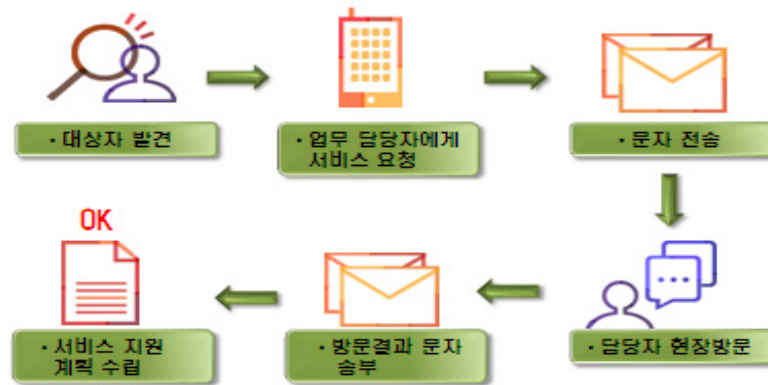 · 대상자 발견
· 업무 담당자에게
서비스 요청
· 문자 전송
OK
· 서비스 지원
계획 수립
· 방문결과 문자
송부
· 담당자 현장방문